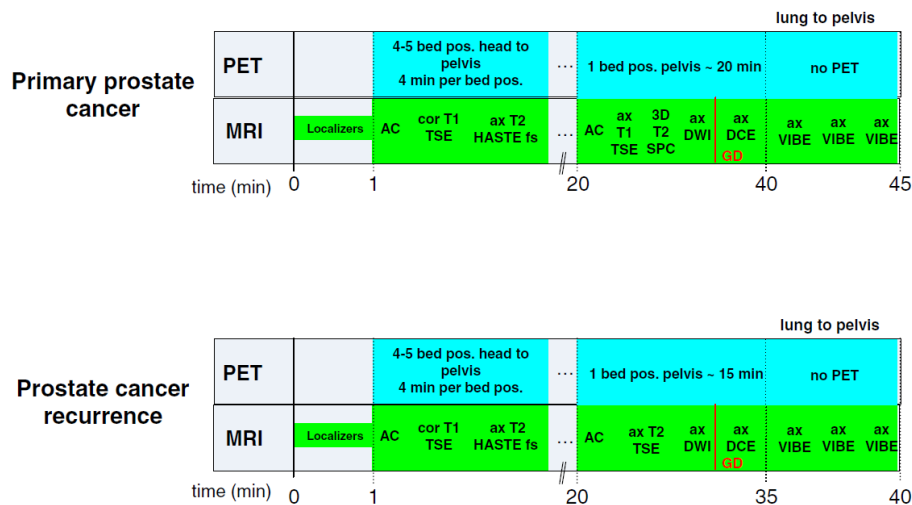 lung to pelvis
Primary prostate
cancer
PET
4-5 bed pos. head to
pelvis
4 min per bed pos.
...
1 bed pos. pelvis ~ 20 min
no PET
MRI
Localizers
AC
cor T1
TSE
ax T2
HASTE fs
...
AC
ax
T1
TSE
3D
T2
SPC
ax
DWI
ax
DCE
GD
ax
VIBE
ax
VIBE
ax
VIBE
time (min)
0
1
//
20
40
45
lung to pelvis
Prostate cancer
recurrence
PET
4-5 bed pos. head to
pelvis
4 min per bed pos.
...
1 bed pos. pelvis ~ 15 min
no PET
MRI
Localizers
AC
cor T1
TSE
ax T2
HASTE fs
...
AC
ax T2
TSE
ax
DWI
ax
DCE
GD
ax
VIBE
ax
VIBE
ax
VIBE
time (min)
0
1
//
20
35
40